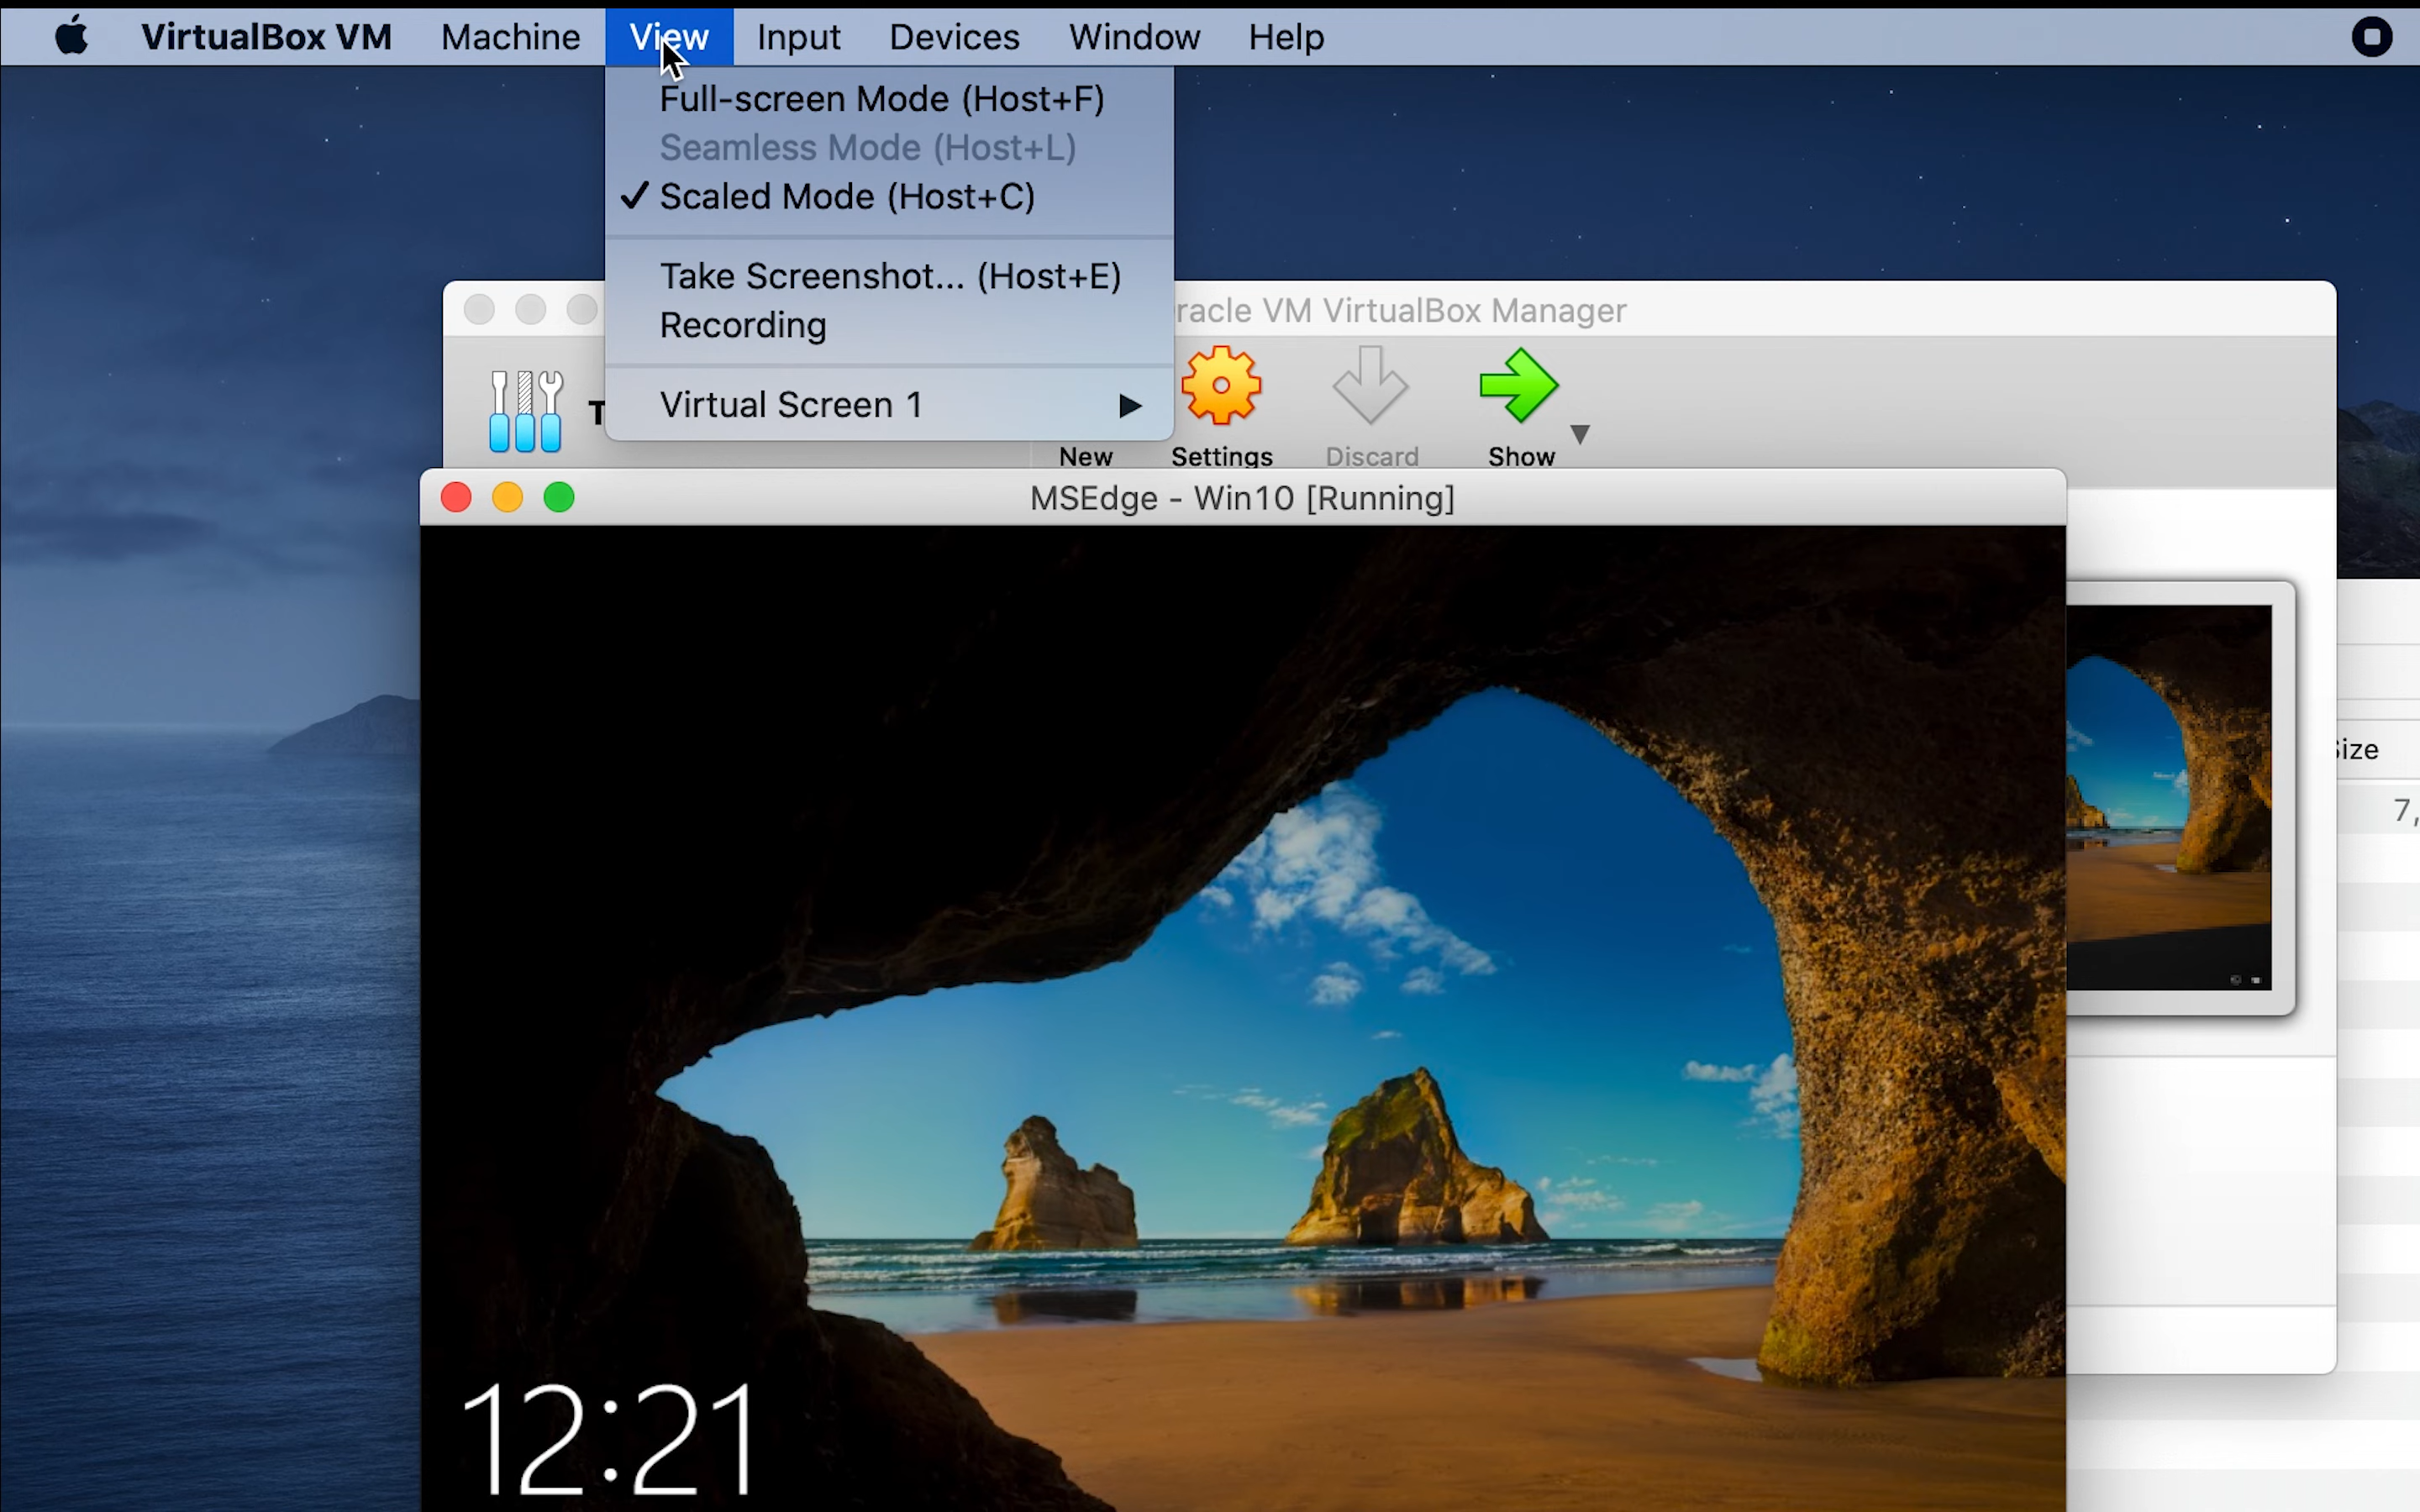 VirtualBox VM Machine View Input Devices Window Help
Full-screen Mode (Host+F)
Seamless Mode (Host+L)
Scaled Mode (Host+C)
Take Screenshot... (Host+E)
Recording
Virtual Screen 1
racle VM VirtualBox Manager
T
New Settings Discard Show
MSEdge - Win10 [Running]
ize
7,
12:21